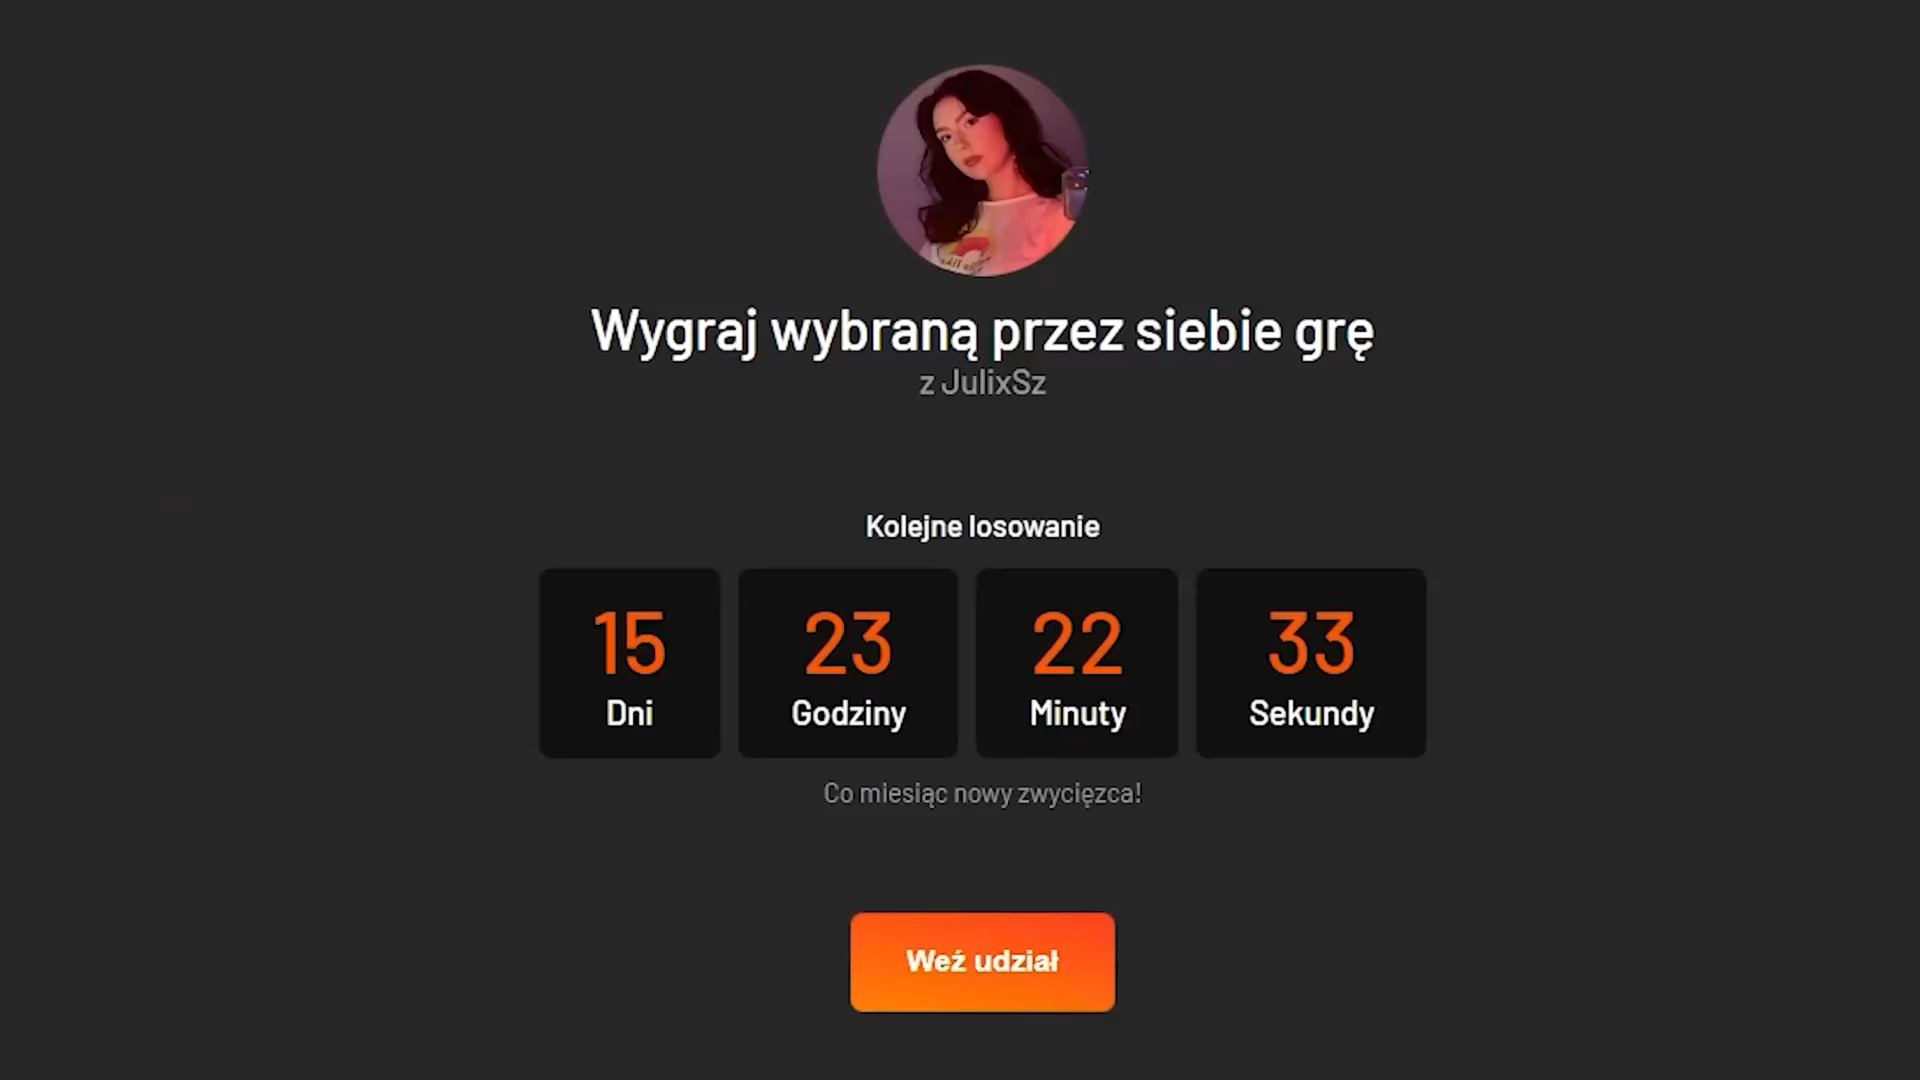 Wygraj wybraną przez siebie grę
z JulixSz
Kolejne losowanie
15 23 22 33
Dni Godziny Minuty Sekundy
Co miesiąc nowy zwycięzca!
Weź udział